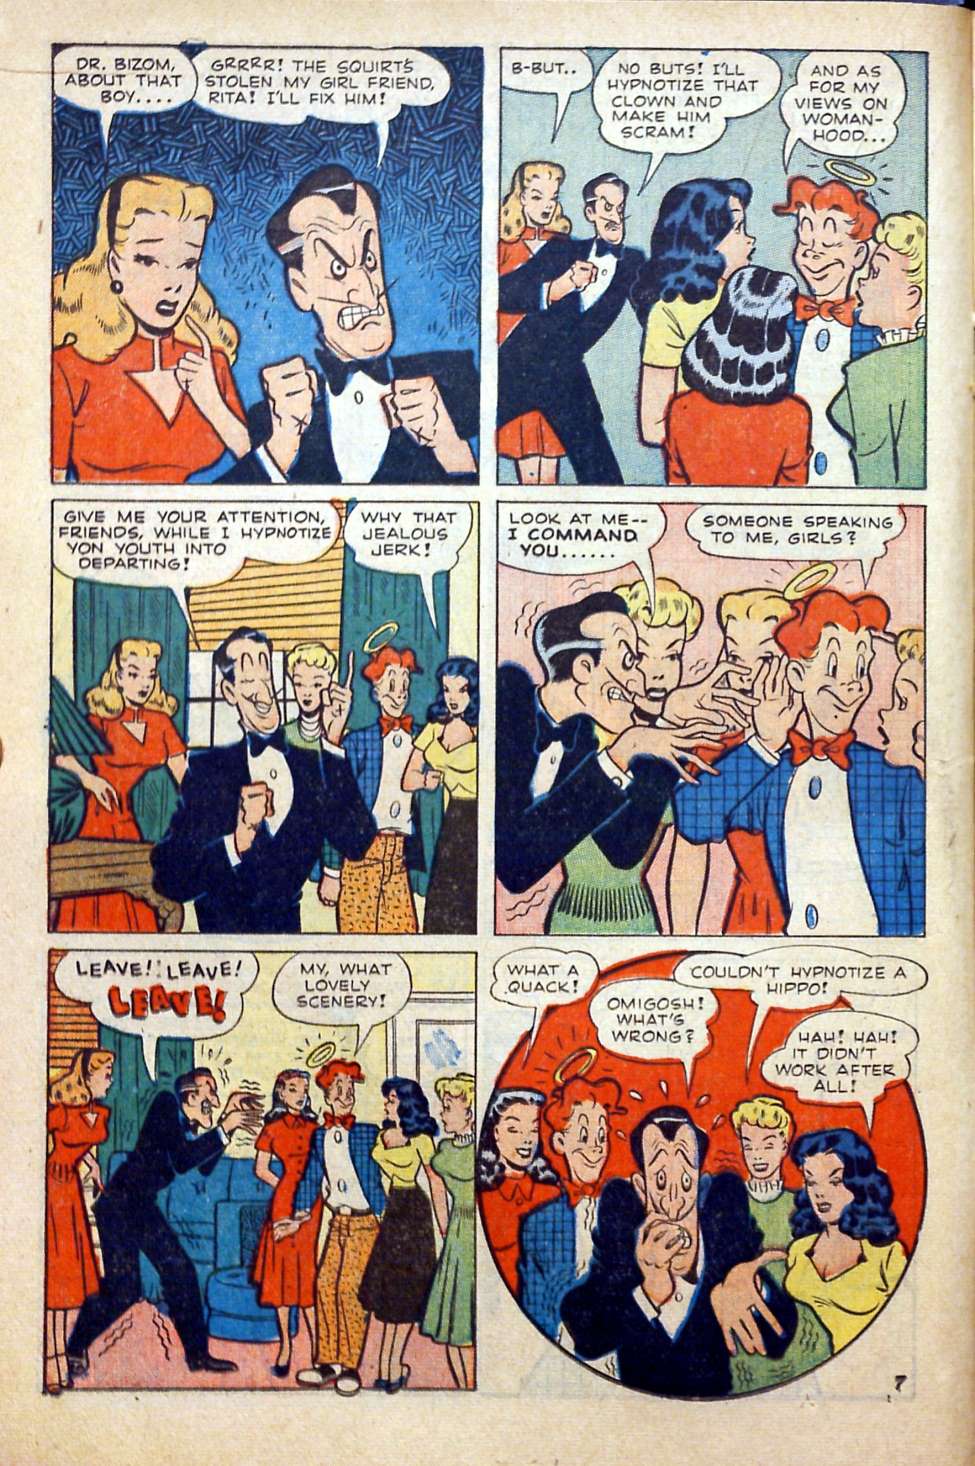 DR. BIZOM,
ABOUT THAT
BOY....
GRRRR! THE SQUIRT'S
STOLEN MY GIRL FRIEND,
RITA! I'LL FIX HIM!
B-BUT..
NO BUTS! I'LL
HYPNOTIZE THAT
CLOWN AND
MAKE HIM
SCRAM!
AND AS
FOR MY
VIEWS ON
WOMAN-
HOOD...
GIVE ME YOUR ATTENTION,
FRIENDS, WHILE I HYPNOTIZE
YON YOUTH INTO
DEPARTING!
WHY THAT
JEALOUS
JERK!
LOOK AT ME--
I COMMAND
YOU......
SOMEONE SPEAKING
TO ME, GIRLS?
LEAVE! LEAVE!
LEAVE!
MY, WHAT
LOVELY
SCENERY!
WHAT A
QUACK!
OMIGOSH!
WHAT'S
WRONG?
'COULDN'T HYPNOTIZE A
HIPPO!
HAH! HAH!
IT DIDN'T
WORK AFTER
ALL!
7